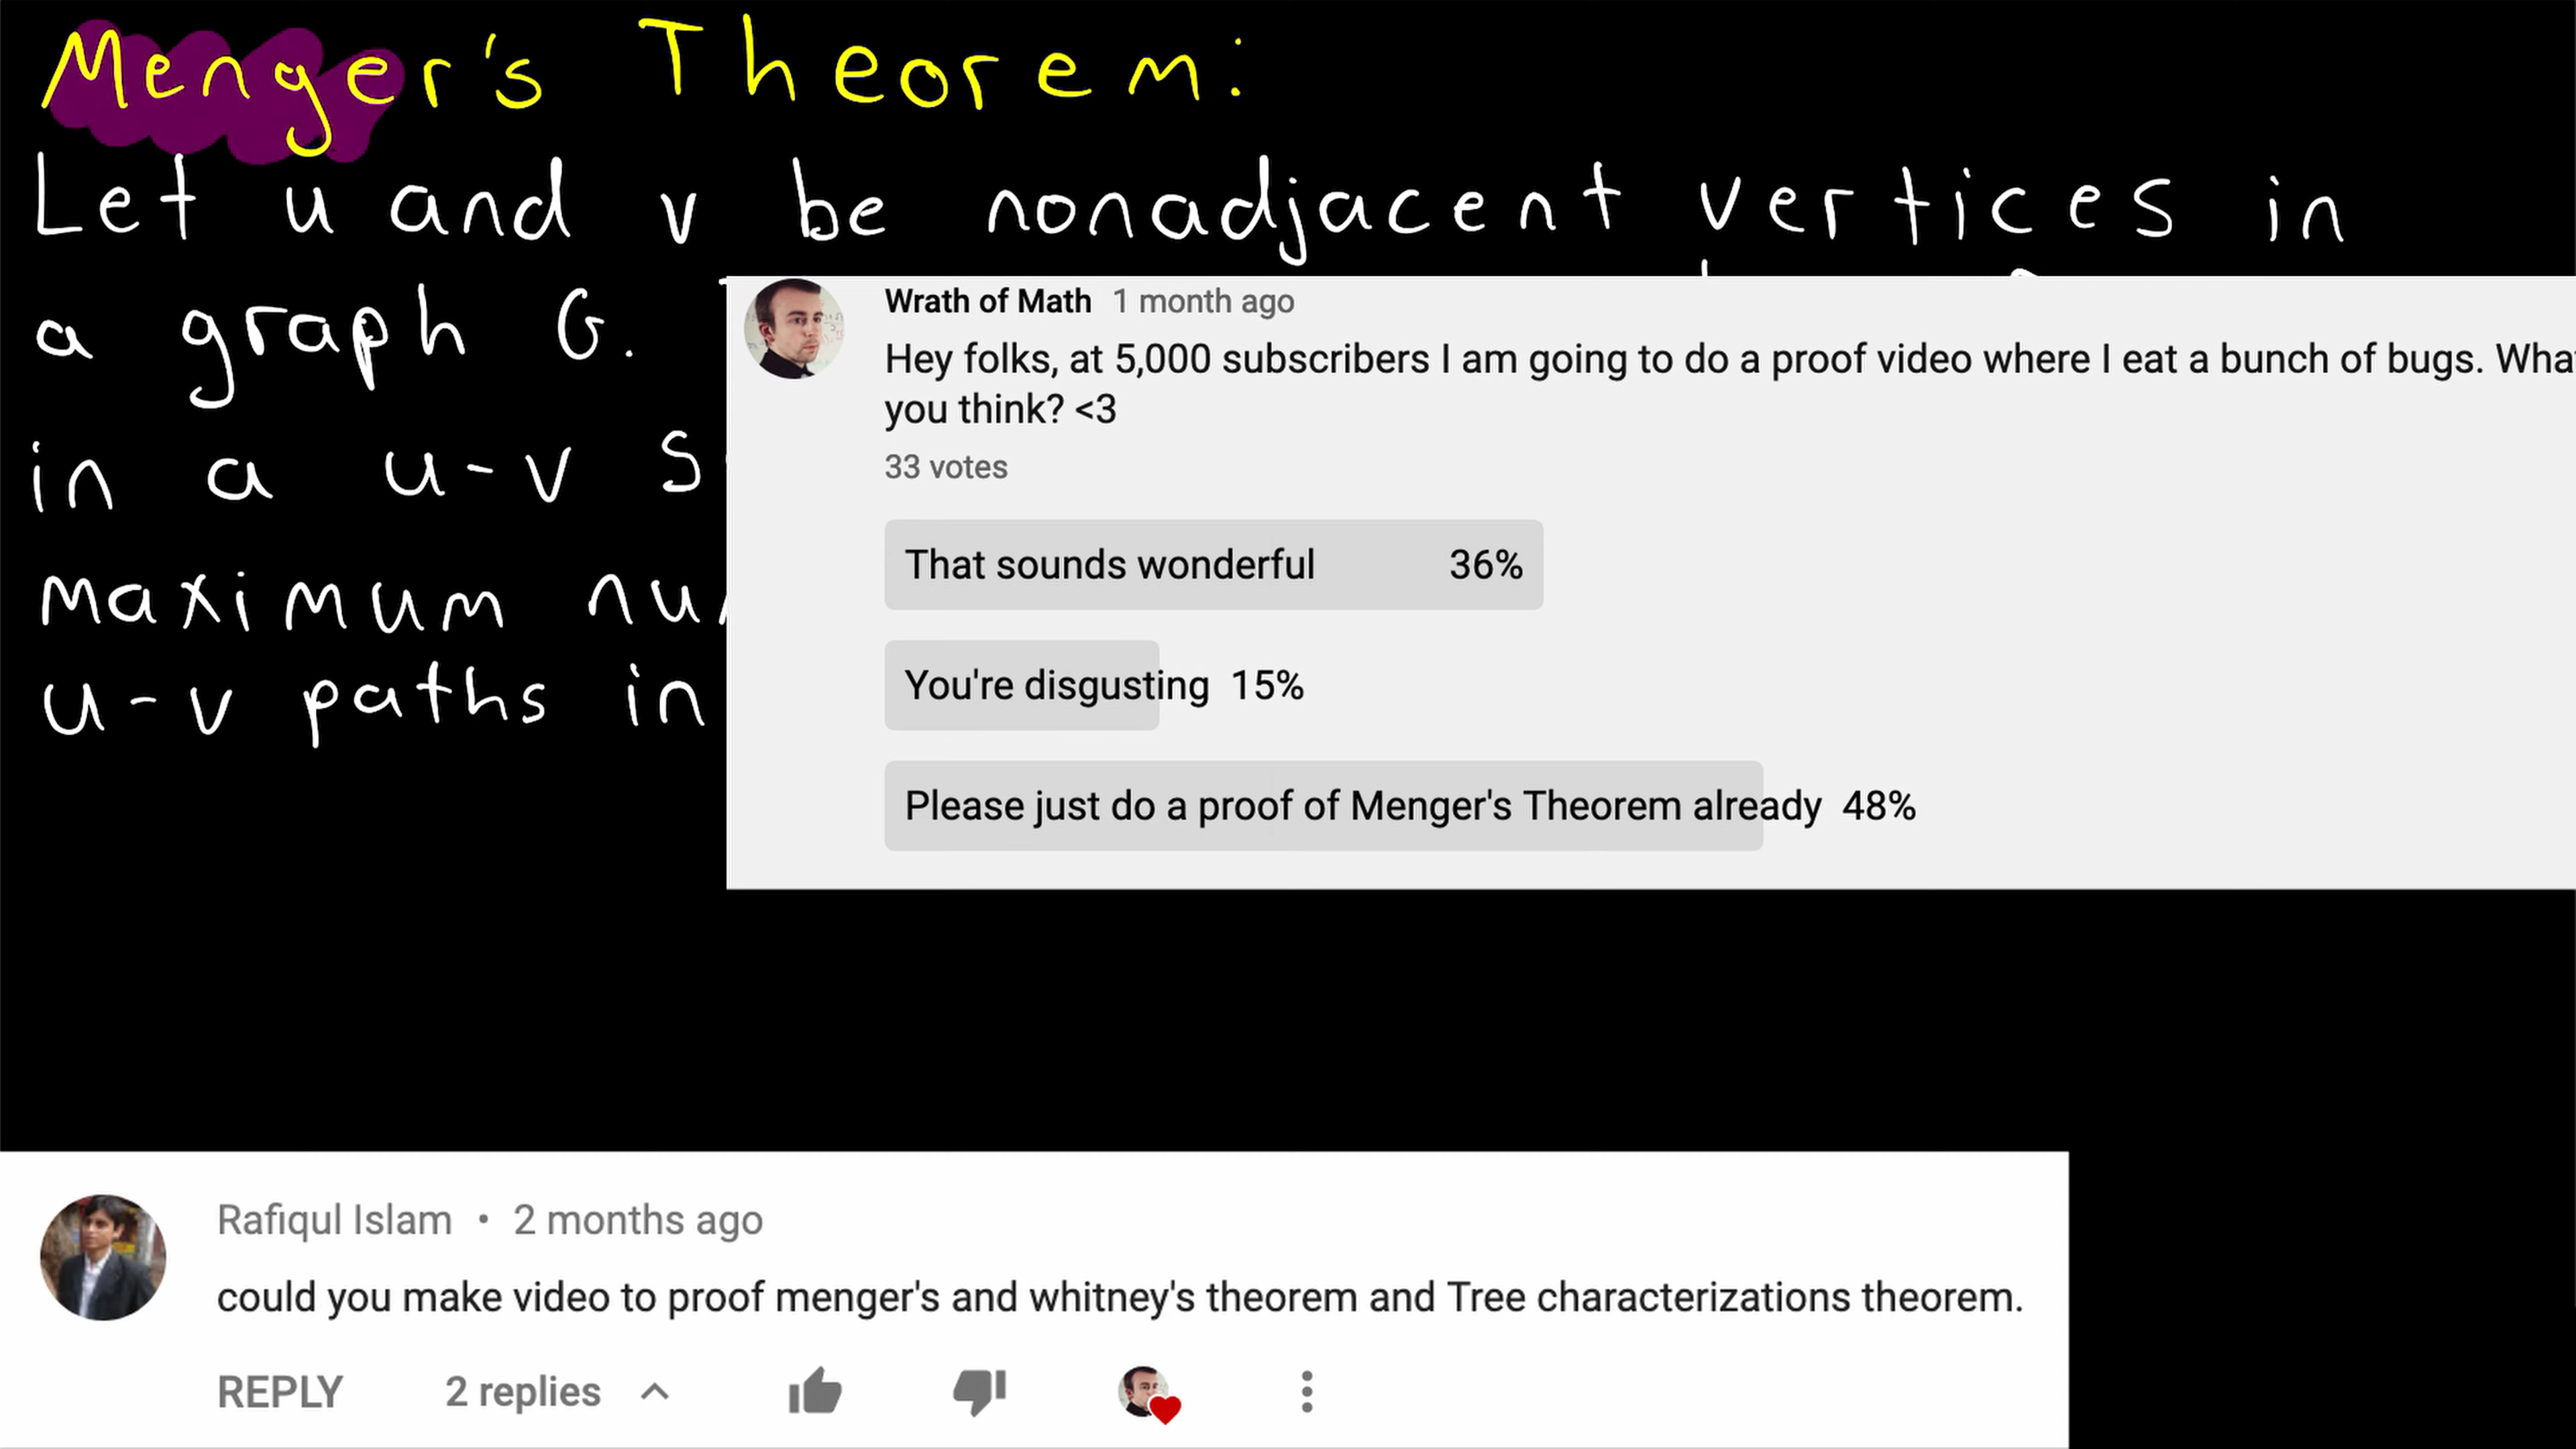 Menger's Theorem:
Let u and v be nonadjacent vertices in
a graph G.
in a u-v
maximum
u-v paths in
Wrath of Math 1 month ago
Hey folks, at 5,000 subscribers I am going to do a proof video where I eat a bunch of bugs.
you think? <3
33 votes
That sounds wonderful 36%
You're disgusting 15%
Please just do a proof of Menger's Theorem already 48%
Rafiqul Islam • 2 months ago
could you make video to proof menger's and whitney's theorem and Tree characterizations theorem.
REPLY 2 replies